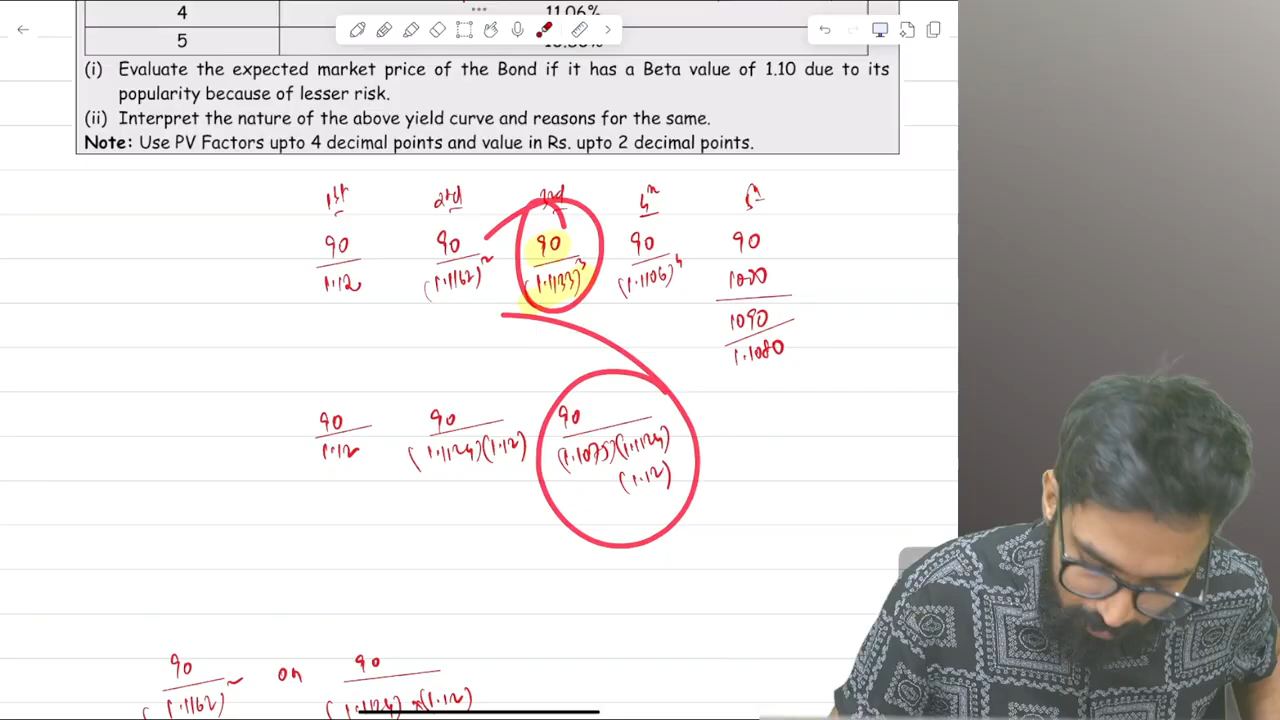 4 11.06%
5
(i) Evaluate the expected market price of the Bond if it has a Beta value of 1.10 due to its
popularity because of lesser risk.
(ii) Interpret the nature of the above yield curve and reasons for the same.
Note: Use PV Factors upto 4 decimal points and value in Rs. upto 2 decimal points.
1st 2nd 3rd 4th 5th
90 90 90 90 90
1.12 (1.1162)² (1.1133)³ (1.1106)⁴ 1000
1090
1.1080
90 90 90
1.12 (1.1124)(1.12) (1.1075)(1.1124)
(1.12)
90 or 90
(1.1162)² (1.1124) × (1.12)